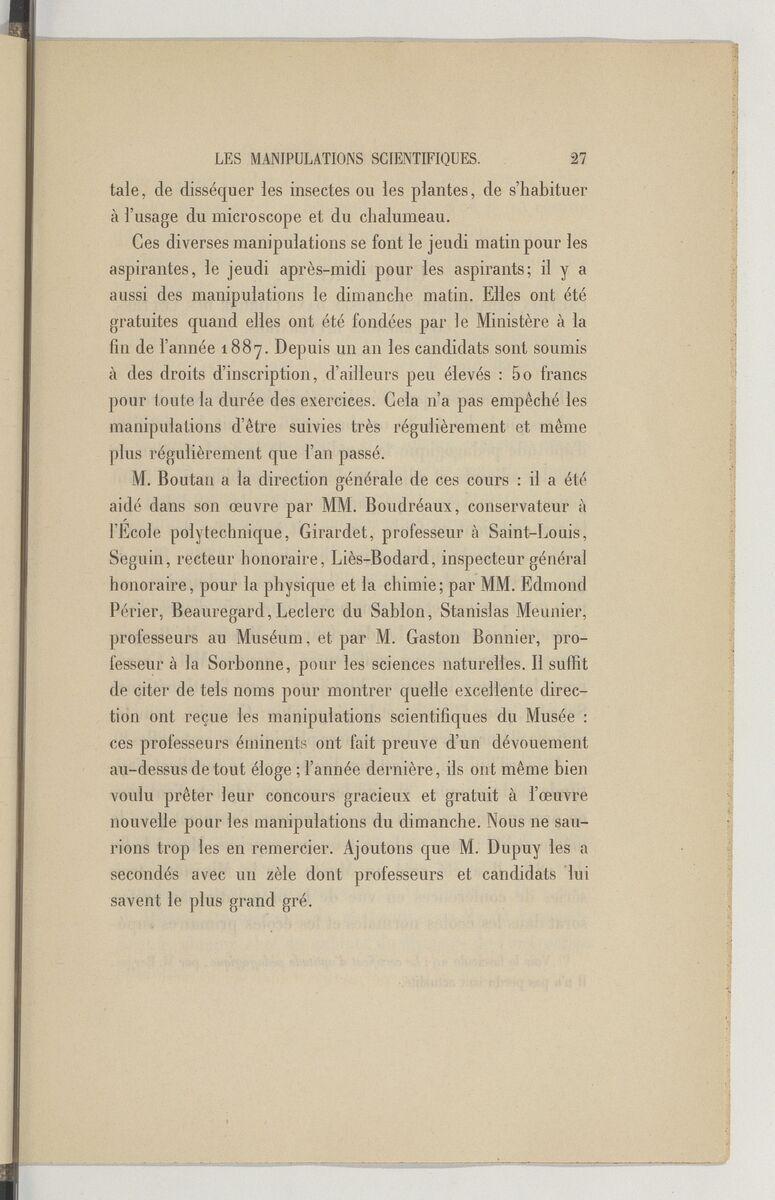 LES MANIPULATIONS SCIENTIFIQUES. 27
tale, de disséquer les insectes ou les plantes, de s'habituer
à l'usage du microscope et du chalumeau.
Ces diverses manipulations se font le jeudi matin pour les
aspirantes, le jeudi après-midi pour les aspirants; il y a
aussi des manipulations le dimanche matin. Elles ont été
gratuites quand elles ont été fondées par le Ministère à la
fin de l'année 1887. Depuis un an les candidats sont soumis
à des droits d'inscription, d'ailleurs peu élevés : 50 francs
pour toute la durée des exercices. Cela n'a pas empêché les
manipulations d'être suivies très régulièrement et même
plus régulièrement que l'an passé.
M. Boutan a la direction générale de ces cours : il a été
aidé dans son œuvre par MM. Boudréaux, conservateur à
l'École polytechnique, Girardet, professeur à Saint-Louis,
Seguin, recteur honoraire, Liès-Bodard, inspecteur général
honoraire, pour la physique et la chimie; par MM. Edmond
Périer, Beauregard, Leclerc du Sablon, Stanislas Meunier,
professeurs au Muséum, et par M. Gaston Bonnier, pro-
fesseur à la Sorbonne, pour les sciences naturelles. Il suffit
de citer de tels noms pour montrer quelle excellente direc-
tion ont reçue les manipulations scientifiques du Musée :
ces professeurs éminents ont fait preuve d'un dévouement
au-dessus de tout éloge ; l'année dernière, ils ont même bien
voulu prêter leur concours gracieux et gratuit à l'œuvre
nouvelle pour les manipulations du dimanche. Nous ne sau-
rions trop les en remercier. Ajoutons que M. Dupuy les a
secondés avec un zèle dont professeurs et candidats lui
savent le plus grand gré.